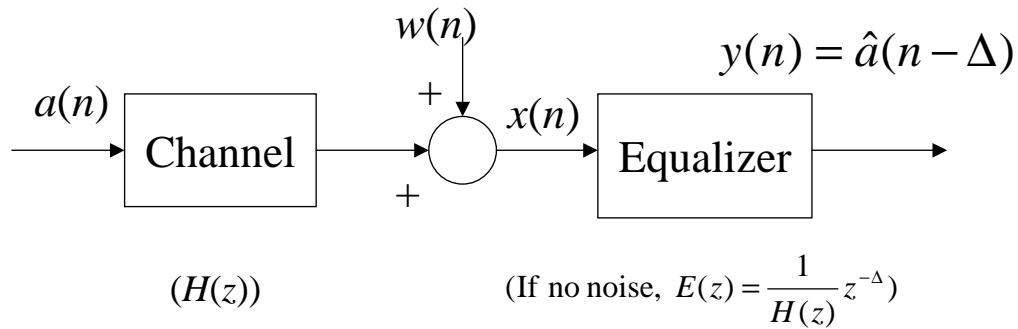 w(n)
y(n) = â(n − Δ)
+
a(n)
x(n)
Channel
Equalizer
+
(H(z))
(If no noise, E(z) = 1/H(z) z^{−Δ})